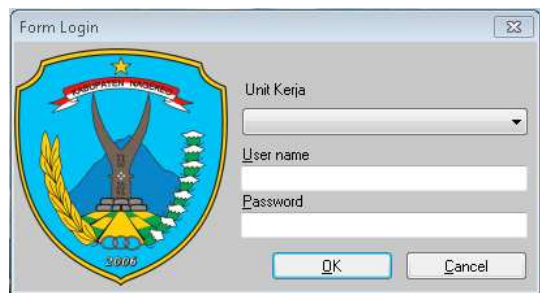 Form Login
KABUPATEN NAGEKEO
2006
Unit Kerja
User name
Password
OK
Cancel